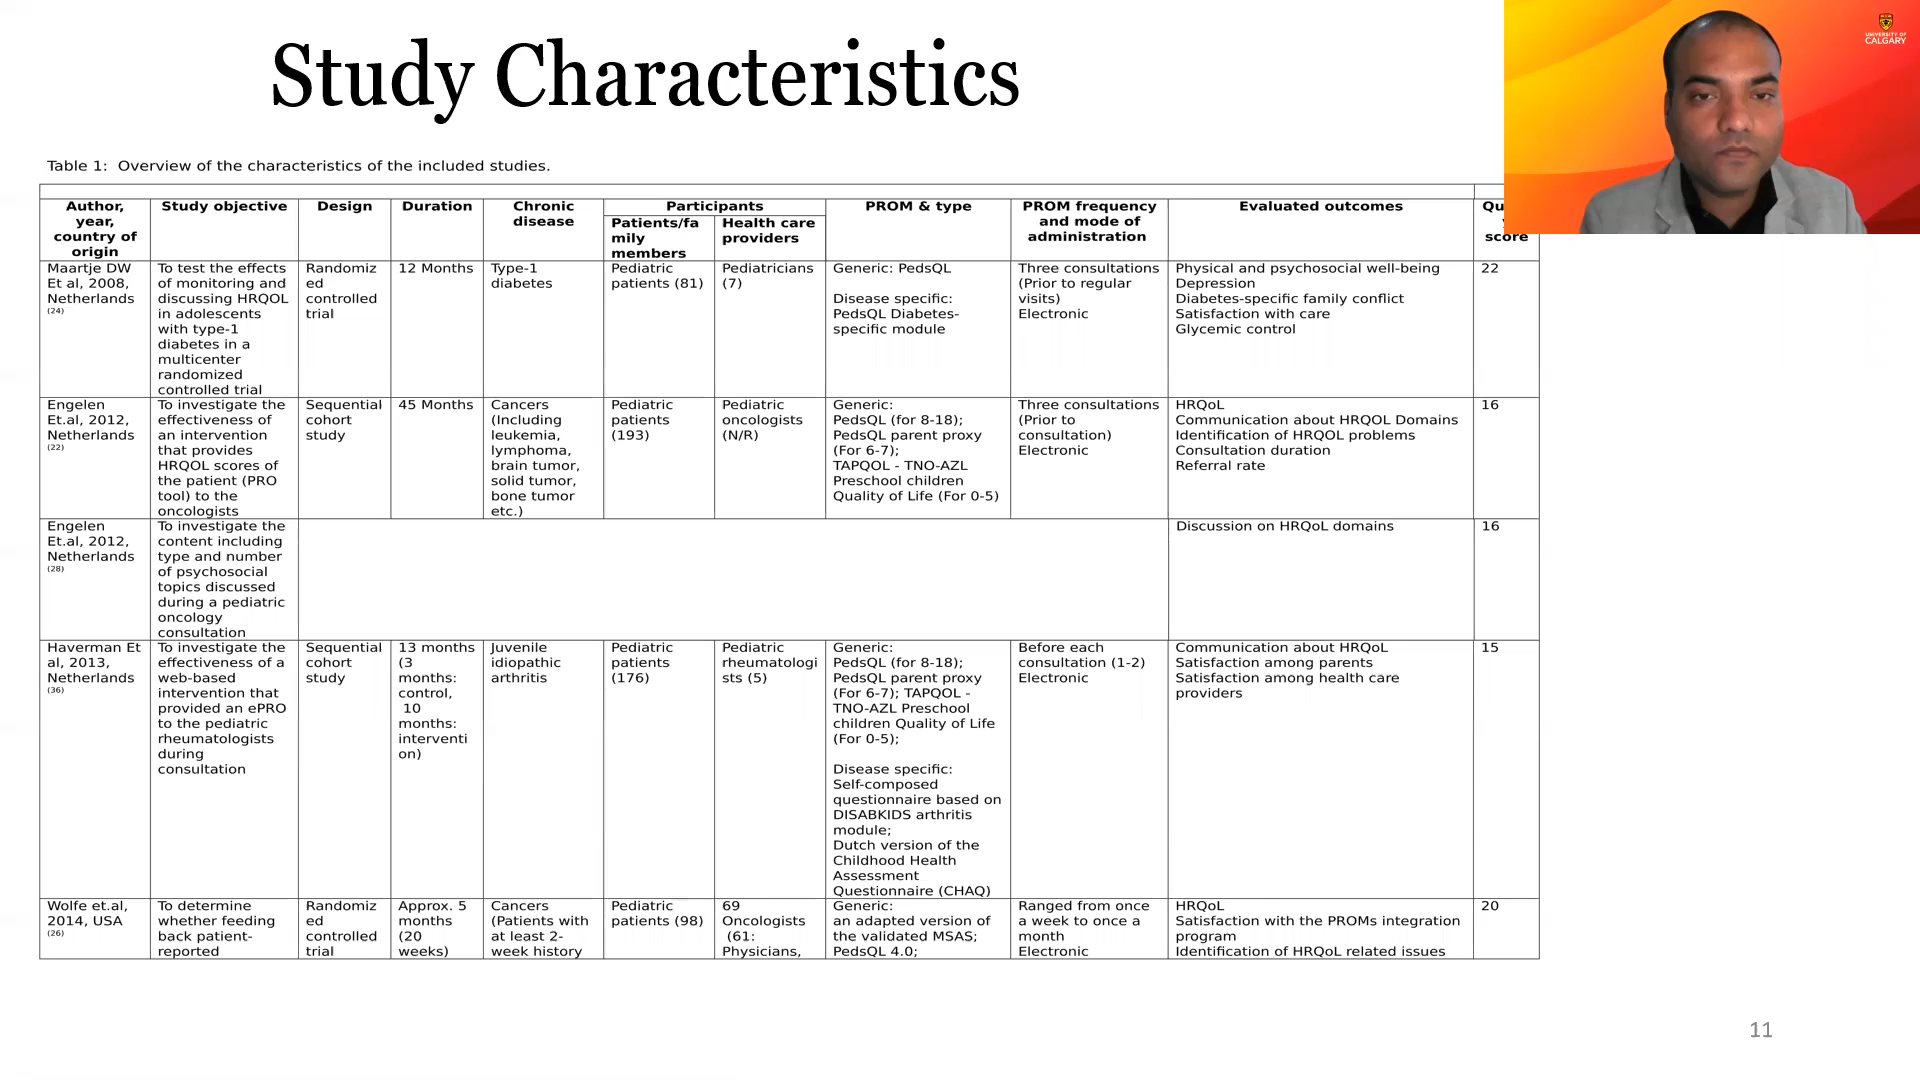 Study Characteristics
UNIVERSITY OF
CALGARY
Table 1:  Overview of the characteristics of the included studies.
Author,
year,
country of
origin
Study objective
Design
Duration
Chronic
disease
Participants
Patients/fa
mily
members
Health care
providers
PROM & type
PROM frequency
and mode of
administration
Evaluated outcomes
score
Maartje DW
Et al, 2008,
Netherlands
(24)
To test the effects
of monitoring and
discussing HRQOL
in adolescents
with type-1
diabetes in a
multicenter
randomized
controlled trial
Randomiz
ed
controlled
trial
12 Months
Type-1
diabetes
Pediatric
patients (81)
Pediatricians
(7)
Generic: PedsQL
Disease specific:
PedsQL Diabetes-
specific module
Three consultations
(Prior to regular
visits)
Electronic
Physical and psychosocial well-being
Depression
Diabetes-specific family conflict
Satisfaction with care
Glycemic control
22
Engelen
Et.al, 2012,
Netherlands
(22)
To investigate the
effectiveness of
an intervention
that provides
HRQOL scores of
the patient (PRO
tool) to the
oncologists
Sequential
cohort
study
45 Months
Cancers
(Including
leukemia,
lymphoma,
brain tumor,
solid tumor,
bone tumor
etc.)
Pediatric
patients
(193)
Pediatric
oncologists
(N/R)
Generic:
PedsQL (for 8-18);
PedsQL parent proxy
(For 6-7);
TAPQOL - TNO-AZL
Preschool children
Quality of Life (For 0-5)
Three consultations
(Prior to
consultation)
Electronic
HRQoL
Communication about HRQOL Domains
Identification of HRQOL problems
Consultation duration
Referral rate
16
Engelen
Et.al, 2012,
Netherlands
(28)
To investigate the
content including
type and number
of psychosocial
topics discussed
during a pediatric
oncology
consultation
Discussion on HRQoL domains
16
Haverman Et
al, 2013,
Netherlands
(36)
To investigate the
effectiveness of a
web-based
intervention that
provided an ePRO
to the pediatric
rheumatologists
during
consultation
Sequential
cohort
study
13 months
(3
months:
control,
10
months:
interventi
on)
Juvenile
idiopathic
arthritis
Pediatric
patients
(176)
Pediatric
rheumatologi
sts (5)
Generic:
PedsQL (for 8-18);
PedsQL parent proxy
(For 6-7); TAPQOL -
TNO-AZL Preschool
children Quality of Life
(For 0-5);
Disease specific:
Self-composed
questionnaire based on
DISABKIDS arthritis
module;
Dutch version of the
Childhood Health
Assessment
Questionnaire (CHAQ)
Before each
consultation (1-2)
Electronic
Communication about HRQoL
Satisfaction among parents
Satisfaction among health care
providers
15
Wolfe et.al,
2014, USA
(26)
To determine
whether feeding
back patient-
reported
Randomiz
ed
controlled
trial
Approx. 5
months
(20
weeks)
Cancers
(Patients with
at least 2-
week history
Pediatric
patients (98)
69
Oncologists
(61:
Physicians,
Generic:
an adapted version of
the validated MSAS;
PedsQL 4.0;
Ranged from once
a week to once a
month
Electronic
HRQoL
Satisfaction with the PROMs integration
program
Identification of HRQoL related issues
20
11